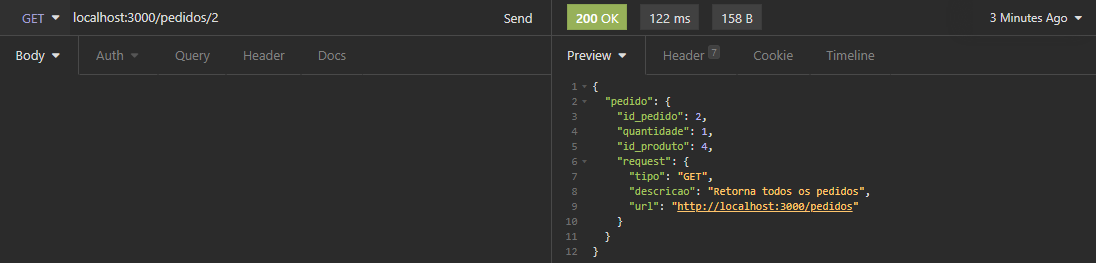 GET localhost:3000/pedidos/2 Send
Body Auth Query Header Docs
200 OK 122 ms 158 B 3 Minutes Ago
Preview Header 7 Cookie Timeline
1 {
2 "pedido": {
3 "id_pedido": 2,
4 "quantidade": 1,
5 "id_produto": 4,
6 "request": {
7 "tipo": "GET",
8 "descricao": "Retorna todos os pedidos",
9 "url": "http://localhost:3000/pedidos"
10 }
11 }
12 }